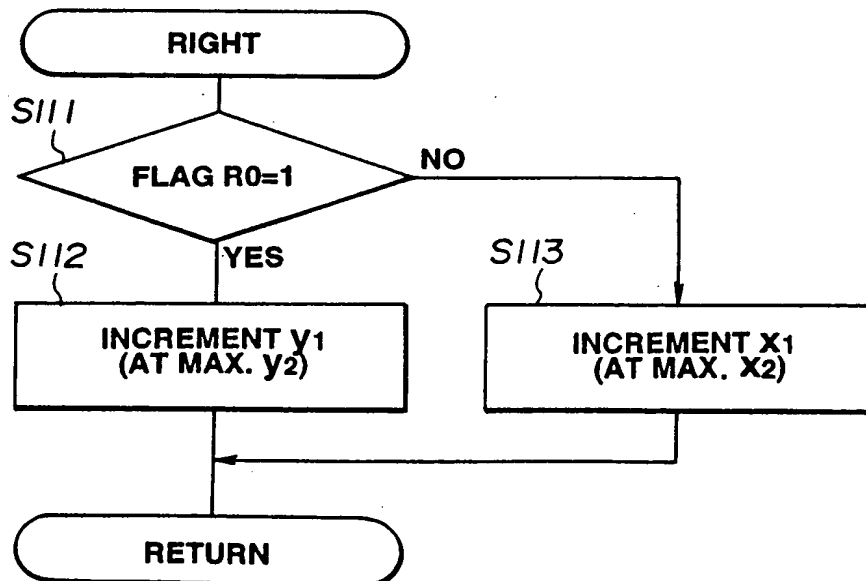 RIGHT
S111
FLAG R0=1
NO
YES
S112
INCREMENT y1
(AT MAX. y2)
S113
INCREMENT x1
(AT MAX. x2)
RETURN